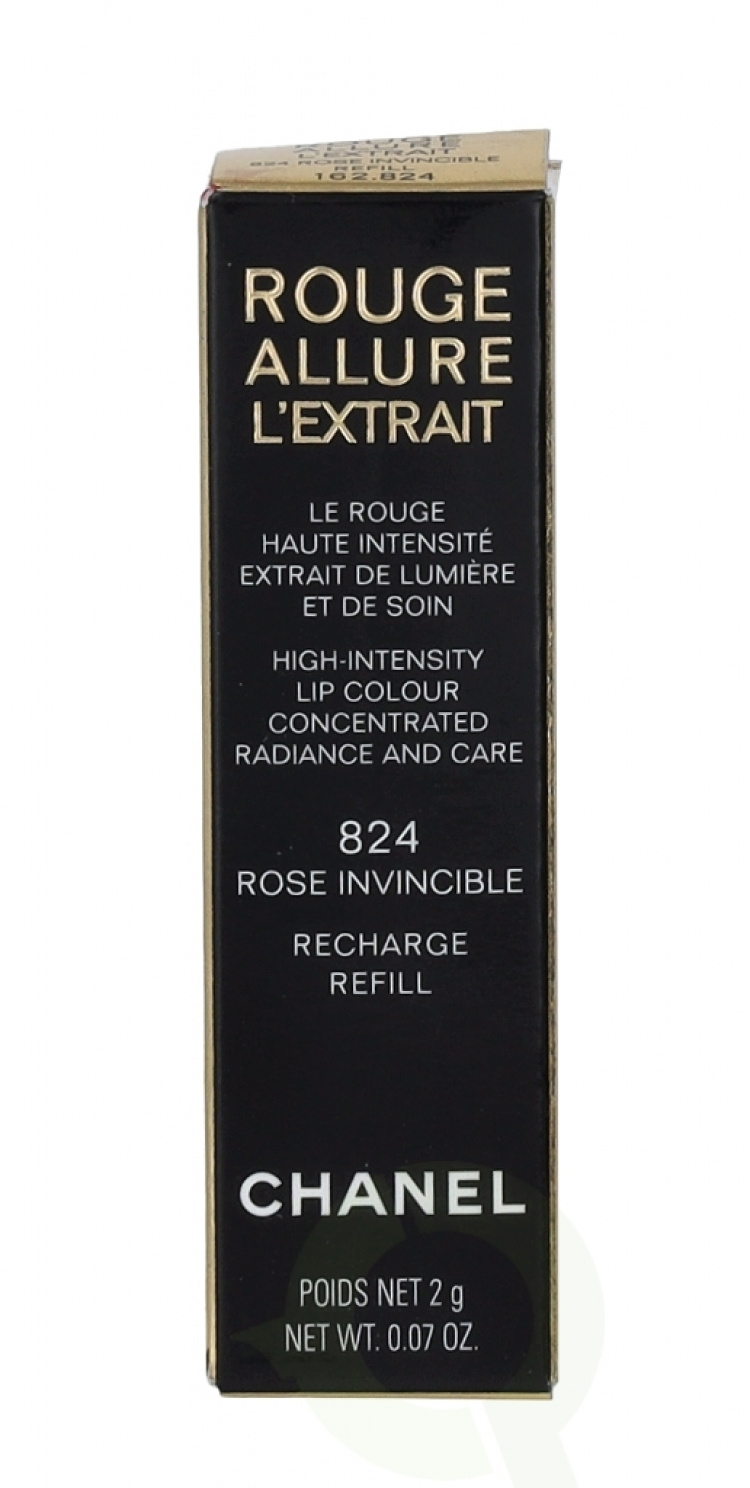 ROUGE
ALLURE
L'EXTRAIT
824 ROSE INVINCIBLE
REFILL
162.824
ROUGE
ALLURE
L'EXTRAIT
LE ROUGE
HAUTE INTENSITÉ
EXTRAIT DE LUMIÈRE
ET DE SOIN
HIGH-INTENSITY
LIP COLOUR
CONCENTRATED
RADIANCE AND CARE
824
ROSE INVINCIBLE
RECHARGE
REFILL
CHANEL
POIDS NET 2 g
NET WT. 0.07 OZ.